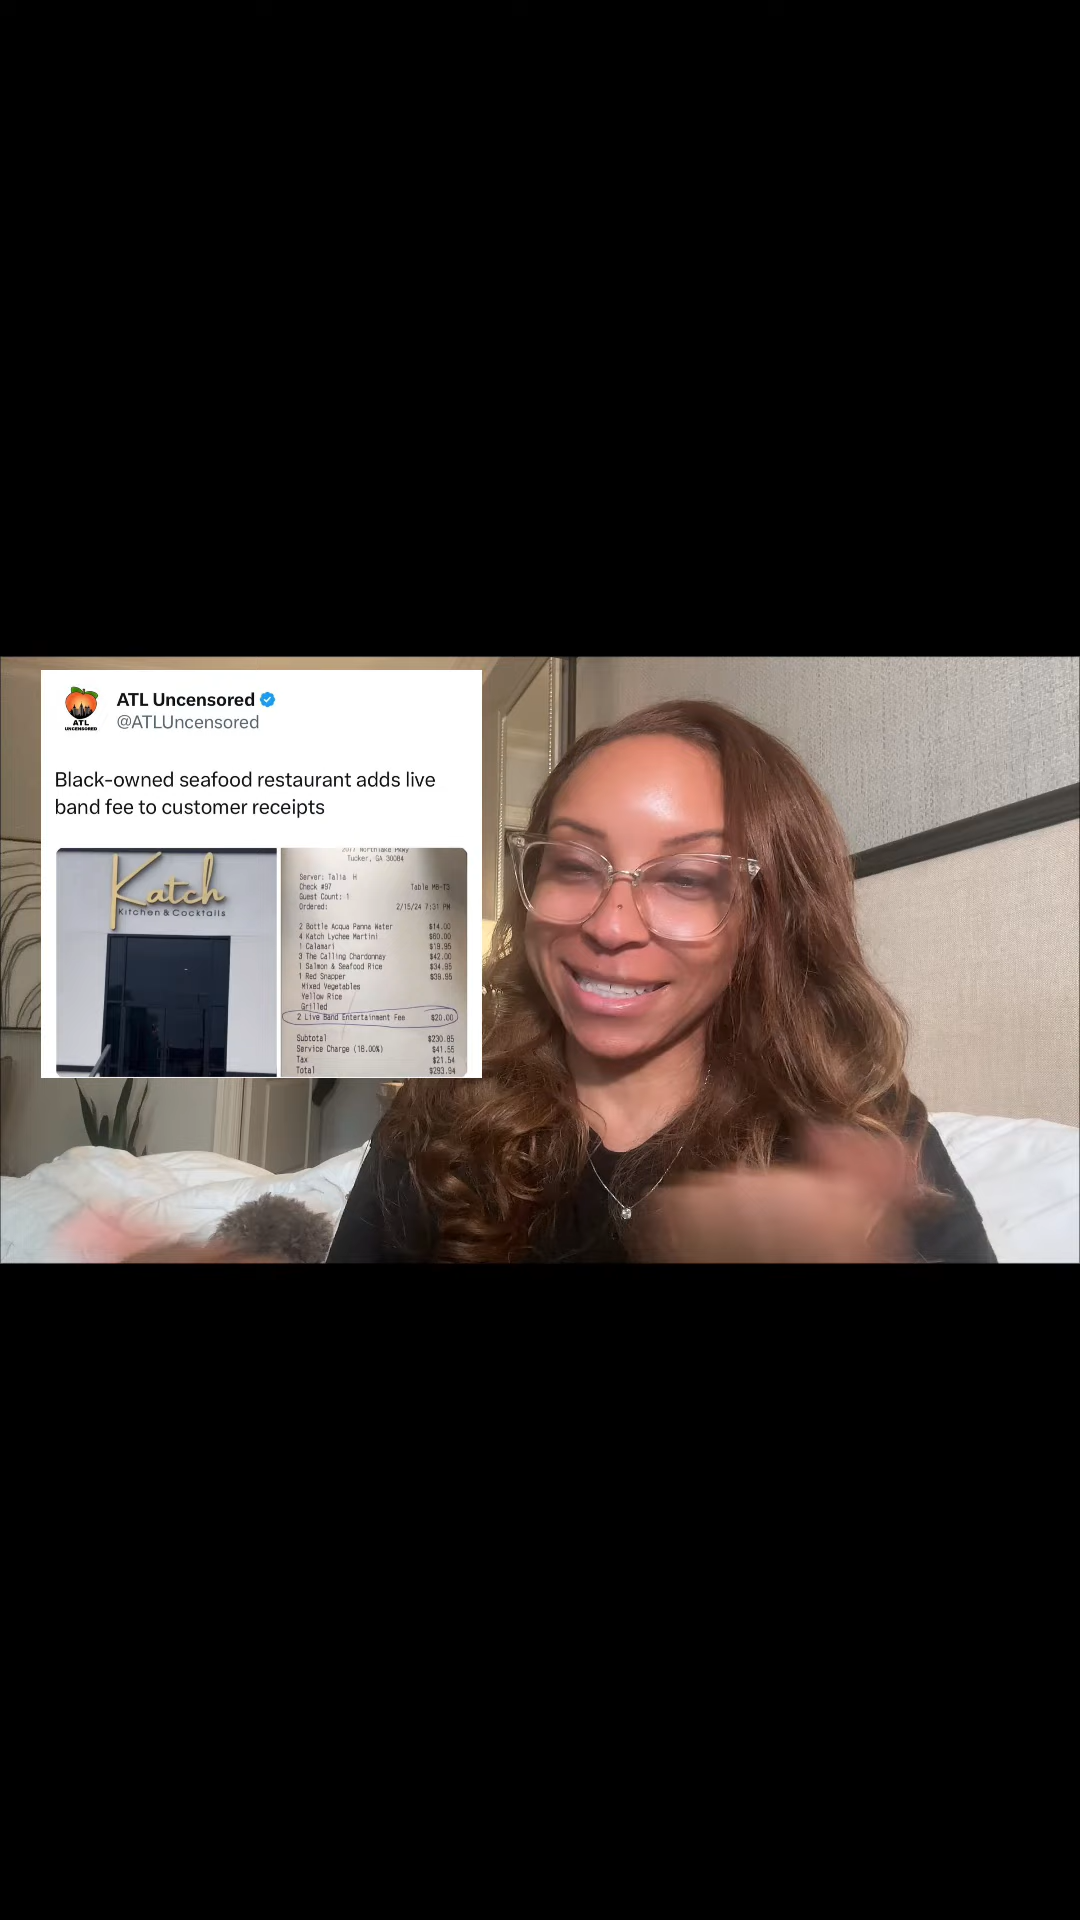 ATL Uncensored
@ATLUncensored
ATL
UNCENSORED
Black-owned seafood restaurant adds live
band fee to customer receipts
Katch
Kitchen & Cocktails
Northlake Pkwy
Tucker, GA 30084
Server: Talia H
Check #97 Table M8-T3
Guest Count: 1
Ordered: 2/15/24 7:31 PM
2 Bottle Acqua Panna Water $14.00
4 Katch Lychee Martini $60.00
1 Calamari $19.95
3 The Calling Chardonnay $42.00
1 Salmon & Seafood Rice $34.95
1 Red Snapper $39.95
Mixed Vegetables
Yellow Rice
Grilled
2 Live Band Entertainment Fee $20.00
Subtotal $230.85
Service Charge (18.00%) $41.55
Tax $21.54
Total $293.94